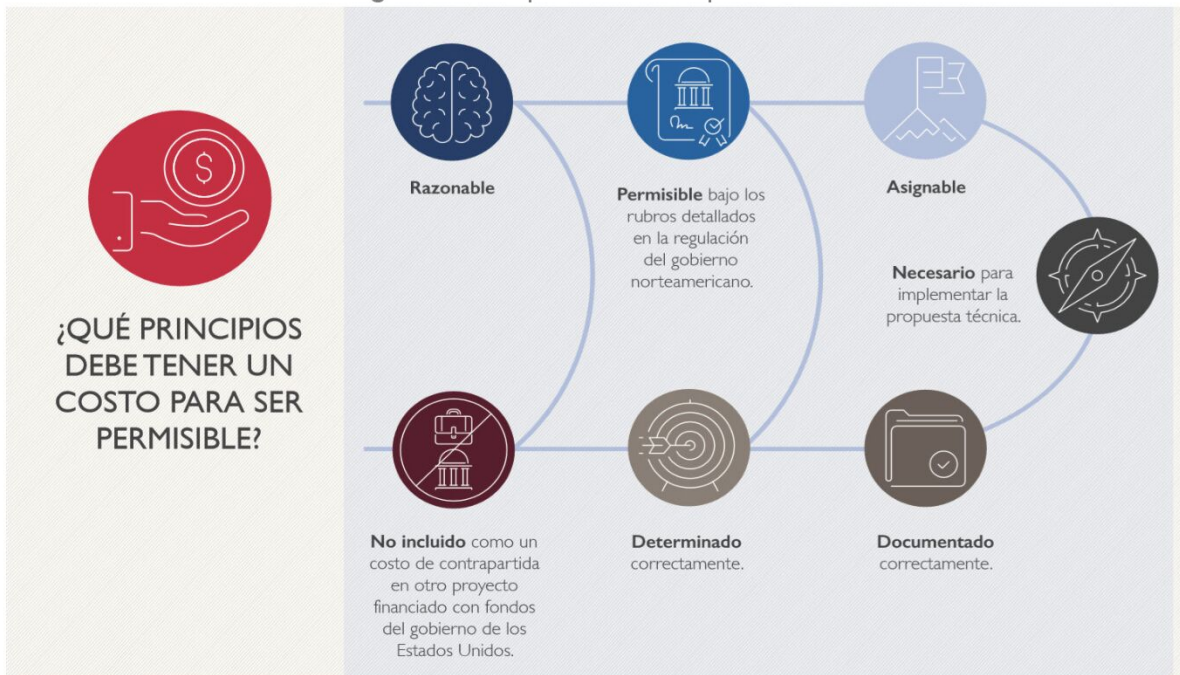 ¿QUÉ PRINCIPIOS
DEBE TENER UN
COSTO PARA SER
PERMISIBLE?
Razonable
Permisible bajo los
rubros detallados
en la regulación
del gobierno
norteamericano.
Asignable
Necesario para
implementar la
propuesta técnica.
No incluido como un
costo de contrapartida
en otro proyecto
financiado con fondos
del gobierno de los
Estados Unidos.
Determinado
correctamente.
Documentado
correctamente.